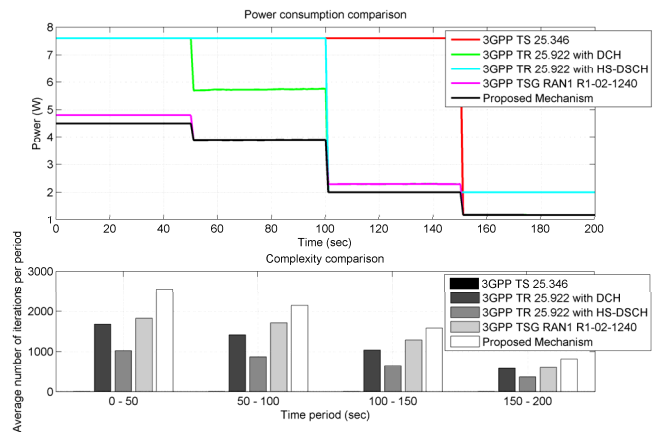 Power consumption comparison
8
7
6
5
4
3
2
1
Power (W)
0
20
40
60
80
100
120
140
160
180
200
Time (sec)
3GPP TS 25.346
3GPP TR 25.922 with DCH
3GPP TR 25.922 with HS-DSCH
3GPP TSG RAN1 R1-02-1240
Proposed Mechanism
Complexity comparison
3000
2000
1000
0
Average number of iterations per period
0 - 50
50 - 100
100 - 150
150 - 200
Time period (sec)
3GPP TS 25.346
3GPP TR 25.922 with DCH
3GPP TR 25.922 with HS-DSCH
3GPP TSG RAN1 R1-02-1240
Proposed Mechanism